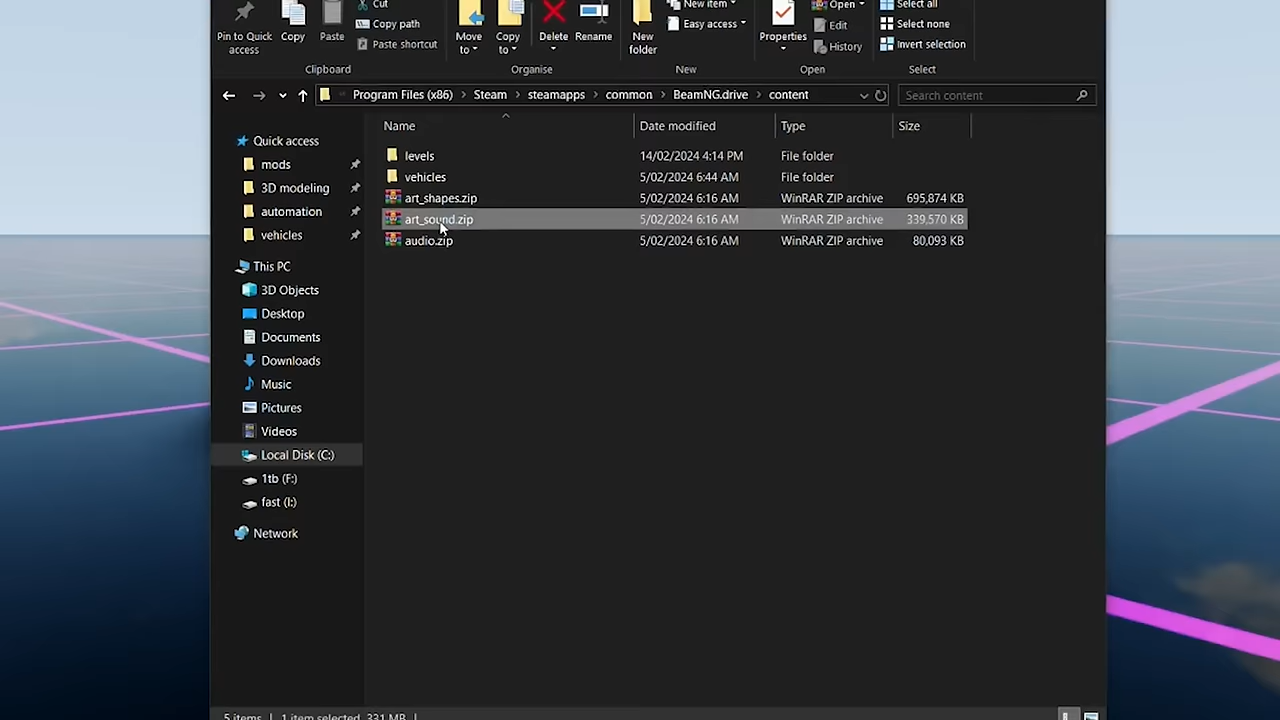 Cut
New item
Open
Select all
Copy path
Easy access
Edit
Select none
Pin to Quick access
Copy
Paste
Paste shortcut
Move to
Copy to
Delete
Rename
New folder
Properties
History
Invert selection
Clipboard
Organise
New
Open
Select
Program Files (x86) > Steam > steamapps > common > BeamNG.drive > content
Search content
Name
Date modified
Type
Size
levels
14/02/2024 4:14 PM
File folder
vehicles
5/02/2024 6:44 AM
File folder
art_shapes.zip
5/02/2024 6:16 AM
WinRAR ZIP archive
695,874 KB
art_sound.zip
5/02/2024 6:16 AM
WinRAR ZIP archive
339,570 KB
audio.zip
5/02/2024 6:16 AM
WinRAR ZIP archive
80,093 KB
Quick access
mods
3D modeling
automation
vehicles
This PC
3D Objects
Desktop
Documents
Downloads
Music
Pictures
Videos
Local Disk (C:)
1tb (F:)
fast (I:)
Network
5 items
1 item selected. 331 MB